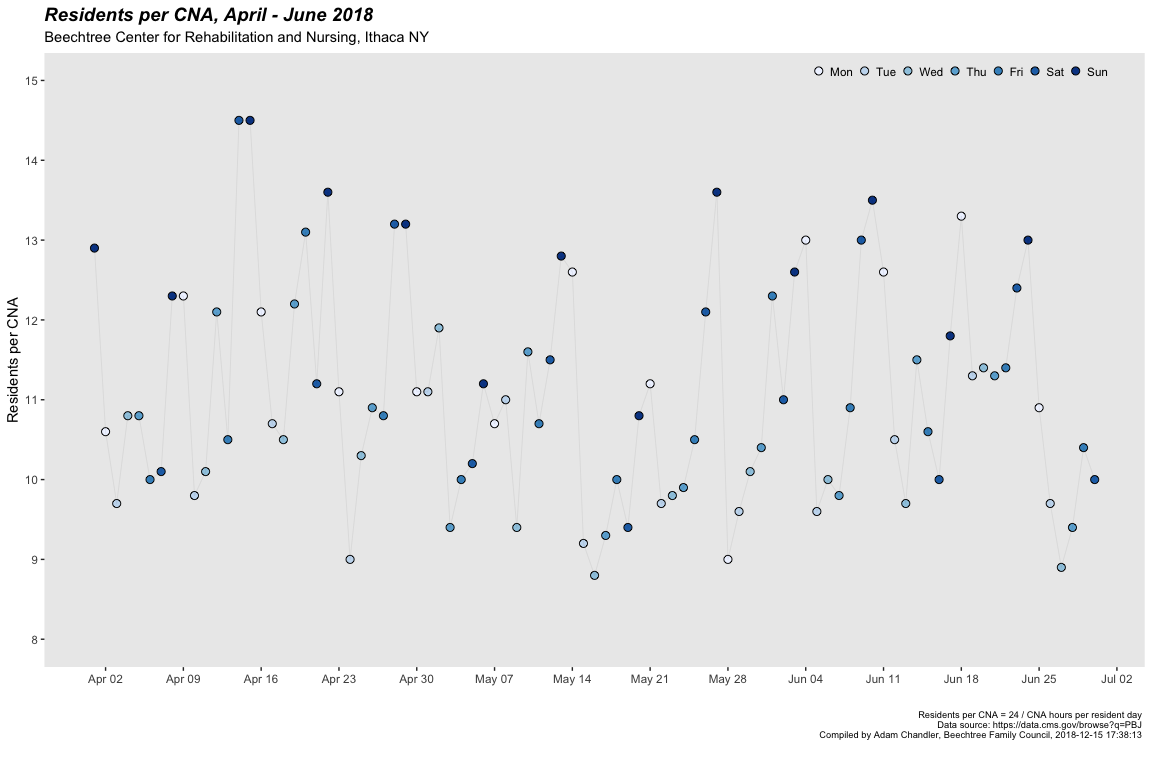 Residents per CNA, April - June 2018
Beechtree Center for Rehabilitation and Nursing, Ithaca NY
Mon Tue Wed Thu Fri Sat Sun
Residents per CNA
15
14
13
12
11
10
9
8
Apr 02 Apr 09 Apr 16 Apr 23 Apr 30 May 07 May 14 May 21 May 28 Jun 04 Jun 11 Jun 18 Jun 25 Jul 02
Residents per CNA = 24 / CNA hours per resident day
Data source: https://data.cms.gov/browse?q=PBJ
Compiled by Adam Chandler, Beechtree Family Council, 2018-12-15 17:38:13